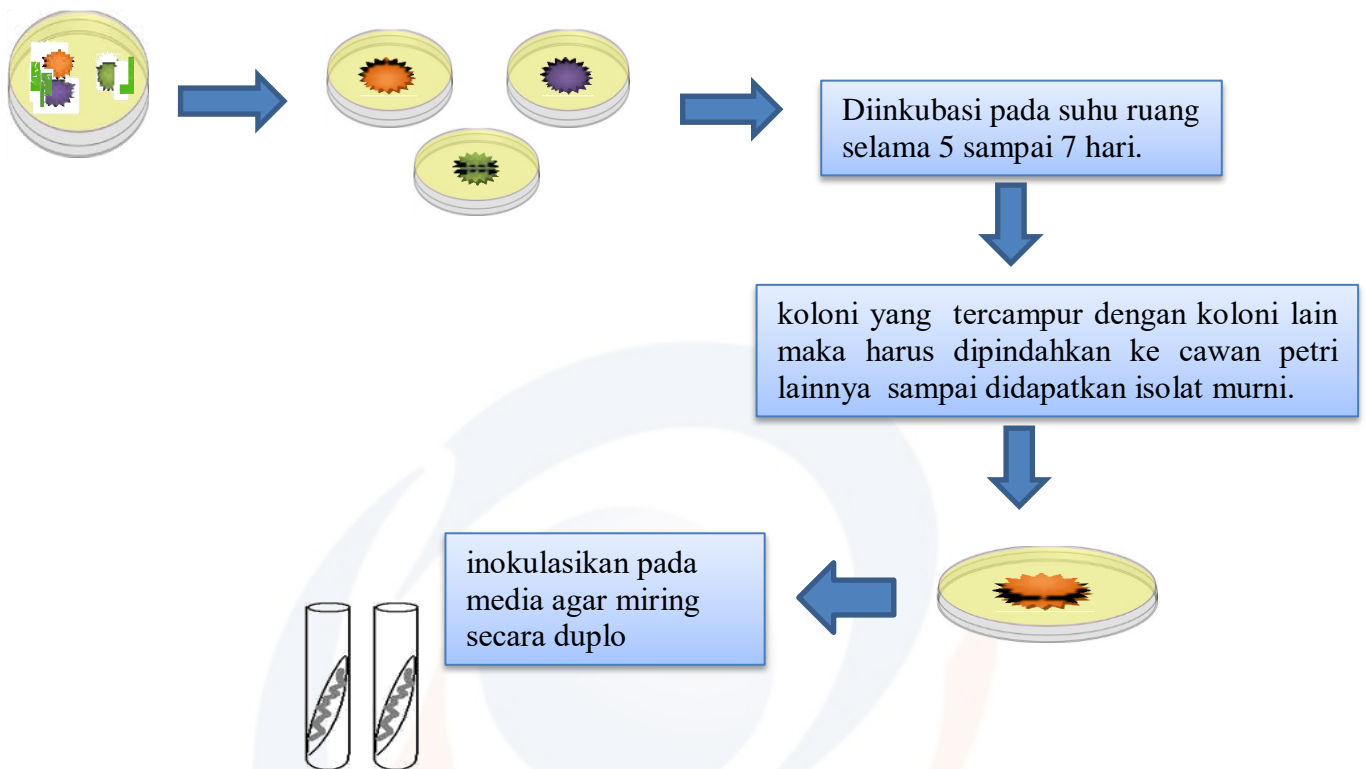 Diinkubasi pada suhu ruang
selama 5 sampai 7 hari.
koloni yang tercampur dengan koloni lain
maka harus dipindahkan ke cawan petri
lainnya sampai didapatkan isolat murni.
inokulasikan pada
media agar miring
secara duplo